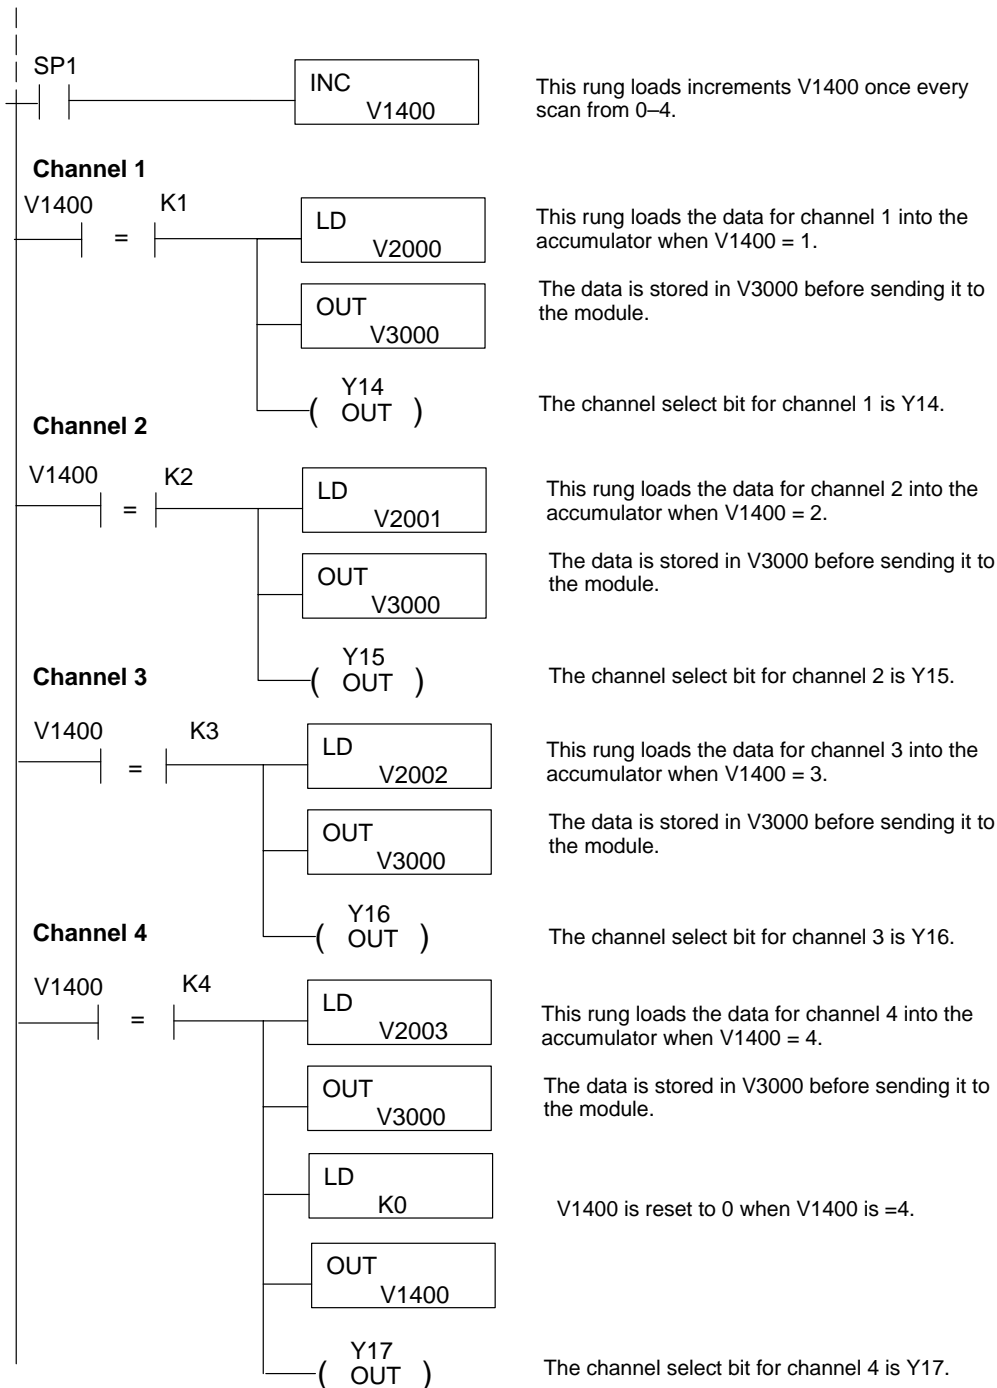 SP1
INC
V1400
This rung loads increments V1400 once every
scan from 0–4.
Channel 1
V1400
K1
=
LD
V2000
This rung loads the data for channel 1 into the
accumulator when V1400 = 1.
OUT
V3000
The data is stored in V3000 before sending it to
the module.
Y14
( OUT )
The channel select bit for channel 1 is Y14.
Channel 2
V1400
K2
=
LD
V2001
This rung loads the data for channel 2 into the
accumulator when V1400 = 2.
OUT
V3000
The data is stored in V3000 before sending it to
the module.
Y15
( OUT )
The channel select bit for channel 2 is Y15.
Channel 3
V1400
K3
=
LD
V2002
This rung loads the data for channel 3 into the
accumulator when V1400 = 3.
OUT
V3000
The data is stored in V3000 before sending it to
the module.
Y16
( OUT )
The channel select bit for channel 3 is Y16.
Channel 4
V1400
K4
=
LD
V2003
This rung loads the data for channel 4 into the
accumulator when V1400 = 4.
OUT
V3000
The data is stored in V3000 before sending it to
the module.
LD
K0
V1400 is reset to 0 when V1400 is =4.
OUT
V1400
Y17
( OUT )
The channel select bit for channel 4 is Y17.